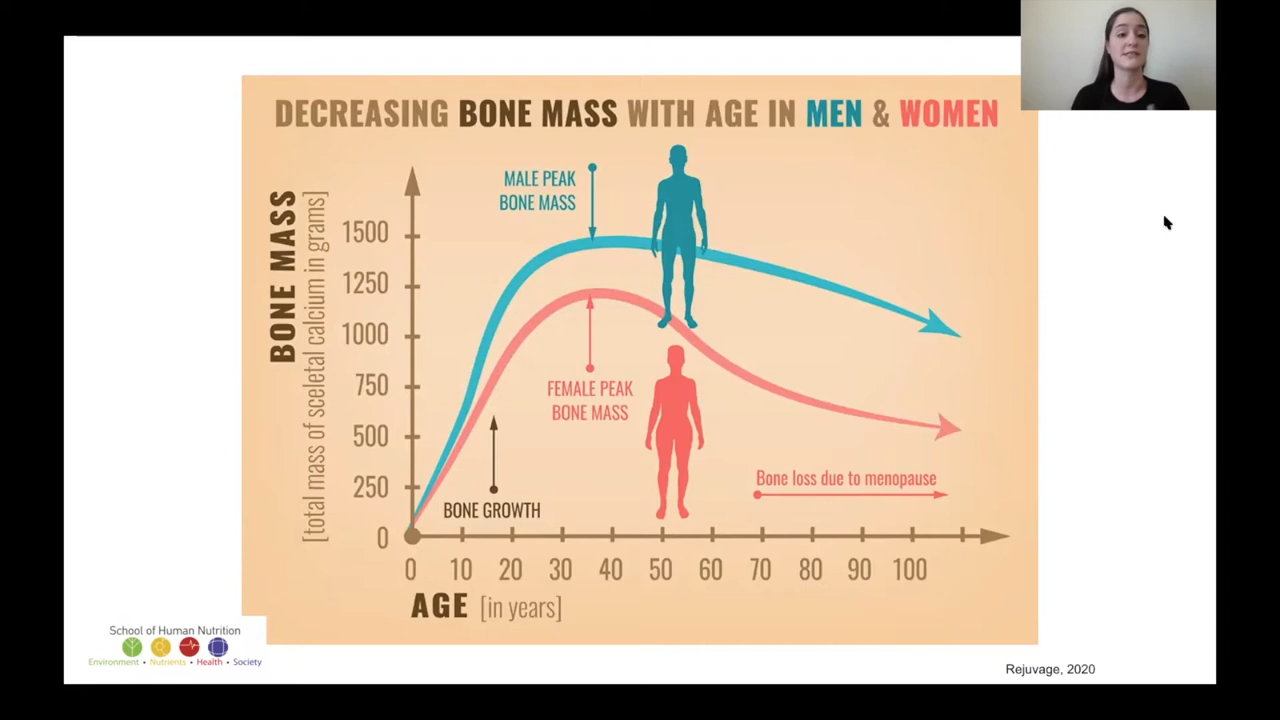 DECREASING BONE MASS WITH AGE IN MEN & WOMEN
MALE PEAK
BONE MASS
BONE MASS
[total mass of sceletal calcium in grams]
1500
1250
1000
750
500
250
0
FEMALE PEAK
BONE MASS
Bone loss due to menopause
BONE GROWTH
0 10 20 30 40 50 60 70 80 90 100
AGE [in years]
School of Human Nutrition
Environment • Nutrients • Health • Society
Rejuvage, 2020